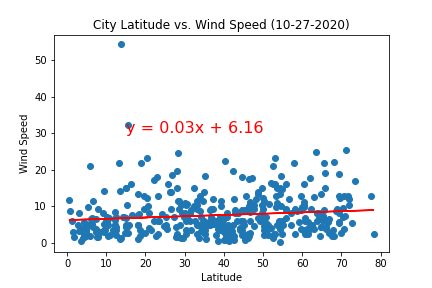 City Latitude vs. Wind Speed (10-27-2020)
50
40
30
20
10
0
Wind Speed
y = 0.03x + 6.16
0 10 20 30 40 50 60 70 80
Latitude